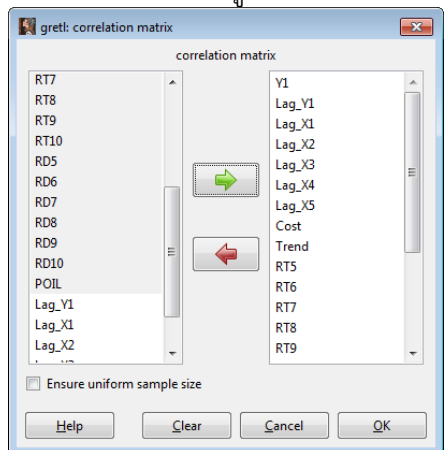 gretl: correlation matrix
correlation matrix
RT7
RT8
RT9
RT10
RD5
RD6
RD7
RD8
RD9
RD10
POIL
Lag_Y1
Lag_X1
Lag_X2
Y1
Lag_Y1
Lag_X1
Lag_X2
Lag_X3
Lag_X4
Lag_X5
Cost
Trend
RT5
RT6
RT7
RT8
RT9
Ensure uniform sample size
Help
Clear
Cancel
OK